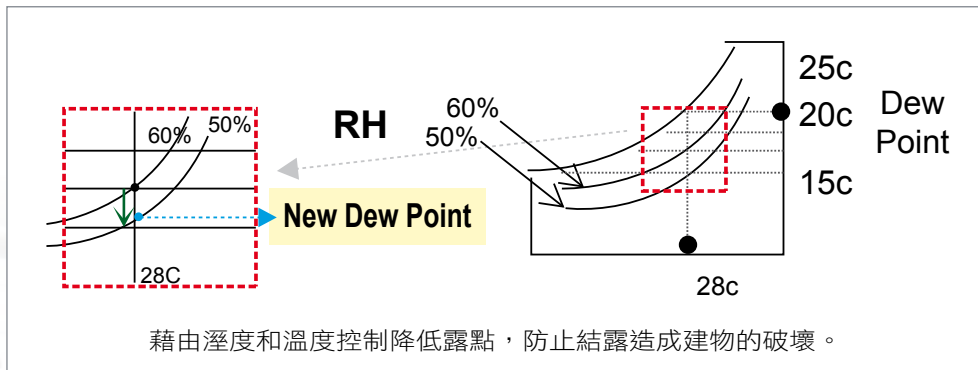 60%
50%
28C
New Dew Point
RH
60%
50%
25c
20c
15c
Dew
Point
28c
藉由溼度和溫度控制降低露點，防止結露造成建物的破壞。